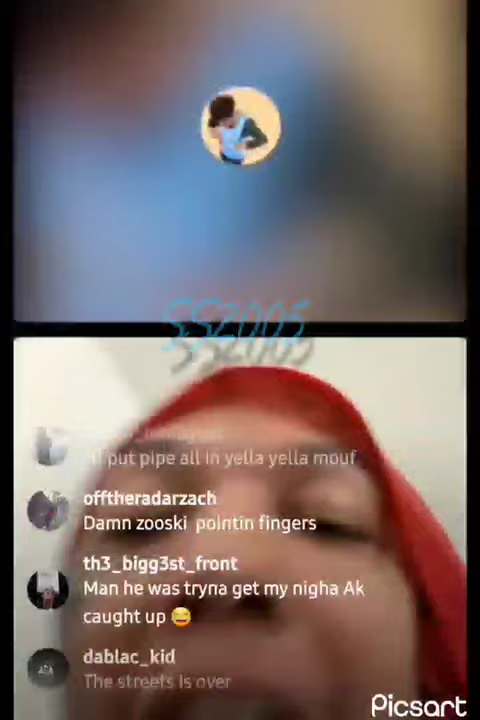 SS2005
put pipe all in yella yella mouf
offtheradarzach
Damn zooski pointin fingers
th3_bigg3st_front
Man he was tryna get my nigha Ak
caught up 😂
dablac_kid
The streets is over
Picsart